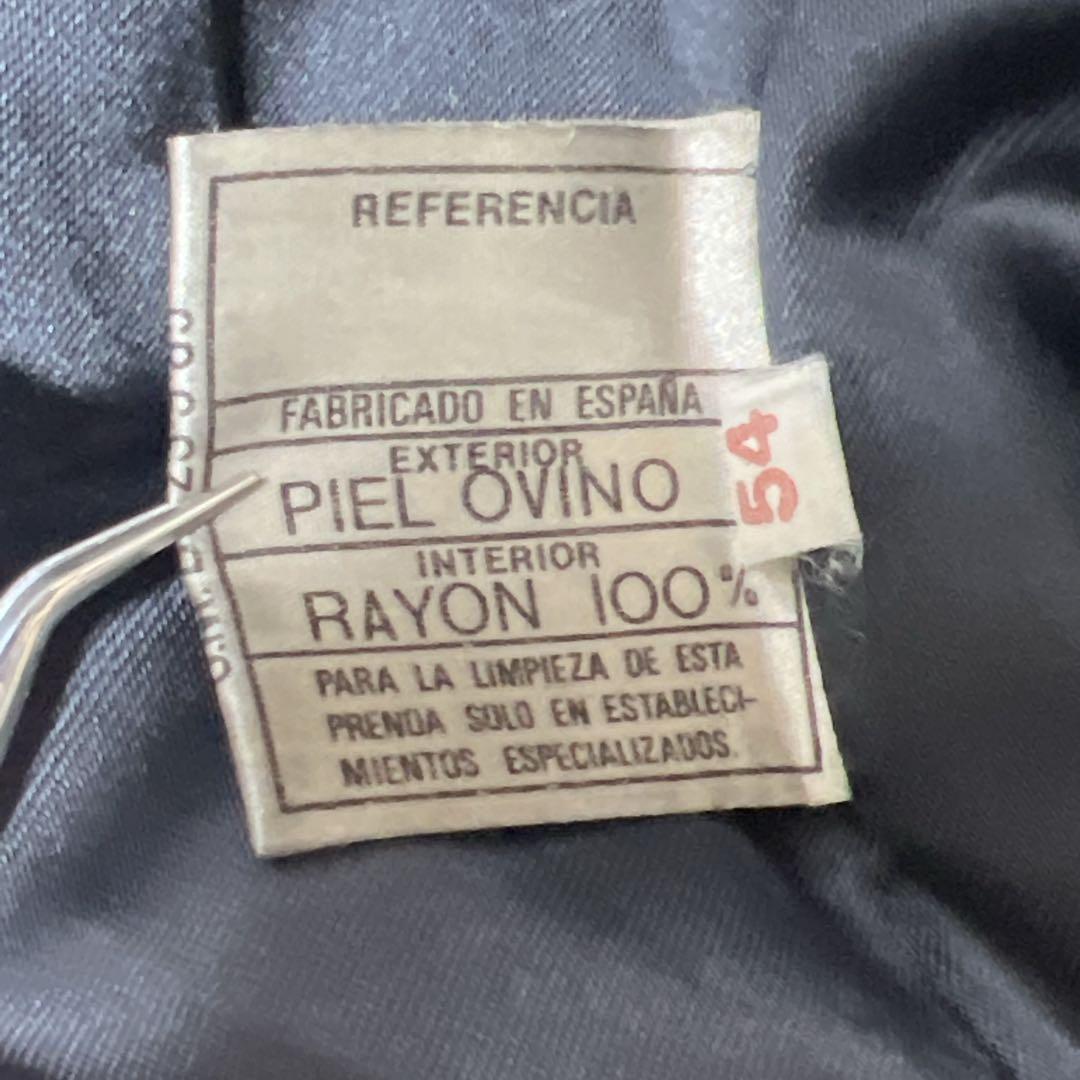 REFERENCIA
FABRICADO EN ESPAÑA
EXTERIOR
PIEL OVINO
INTERIOR
RAYON 100%
PARA LA LIMPIEZA DE ESTA
PRENDA SOLO EN ESTABLECI-
MIENTOS ESPECIALIZADOS.
54